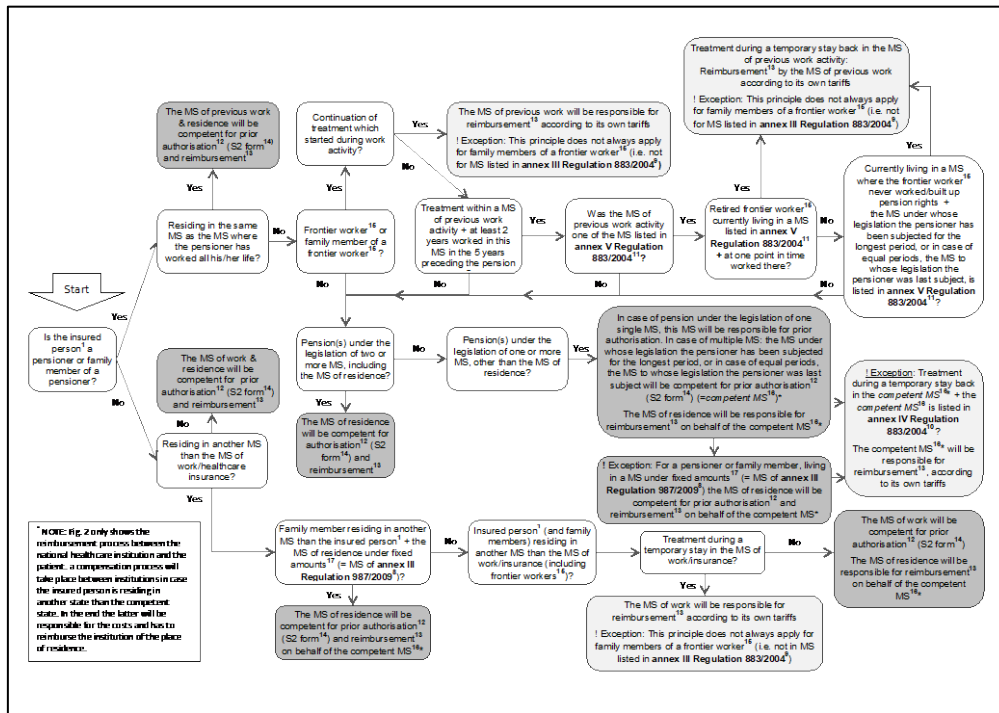 Treatment during a temporary stay back in the MS
of previous work activity:
Reimbursement13 by the MS of previous work
according to its own tariffs
! Exception: This principle does not always apply
for family members of a frontier worker16 (i.e. not
for MS listed in annex III Regulation 883/20049)
The MS of previous work
& residence will be
competent for prior
authorisation12 (S2 form14)
and reimbursement13
Continuation of
treatment which
started during work
activity?
Yes
The MS of previous work will be responsible for
reimbursement13 according to its own tariffs
! Exception: This principle does not always apply
for family members of a frontier worker16
(i.e. not for MS listed in annex III Regulation 883/20049)
No
Yes
Yes
Yes
Yes
Residing in the same
MS as the MS where
the pensioner has
worked all his/her life?
No
Frontier worker16 or
family member of a
frontier worker16 ?
Treatment within a MS
of previous work
activity + at least 2
years worked in this
MS in the 5 years
preceding the pension
?
Yes
Was the MS of
previous work activity
one of the MS listed in
annex V Regulation
883/200411?
Yes
Retired frontier worker16
currently living in a MS
listed in annex V
Regulation 883/200411
+ at one point in time
worked there?
No
Currently living in a MS
where the frontier worker16
never worked/built up
pension rights +
the MS under whose
legislation the pensioner has
been subjected for the
longest period, or in case of
equal periods, the MS to
whose legislation the
pensioner was last subject,
is listed in annex V Regulation
883/200411?
No
No
No
No
Start
Yes
Is the insured
person1 a
pensioner or family
member of a
pensioner?
No
The MS of work &
residence will be
competent for prior
authorisation12 (S2 form14)
and reimbursement13
No
Pension(s) under the
legislation of two or
more MS, including
the MS of residence?
No
Pension(s) under the
legislation of one or more MS,
other than the MS of
residence?
Yes
In case of pension under the legislation of one
single MS, this MS will be responsible for prior
authorisation. In case of multiple MS: the MS under
whose legislation the pensioner has been subjected
for the longest period, or in case of equal periods,
the MS to whose legislation the pensioner was last
subject will be competent for prior authorisation12
(S2 form14) (=competent MS)*
The MS of residence will be responsible for
reimbursement13 on behalf of the competent MS16*
! Exception: Treatment
during a temporary stay back
in the competent MS16* + the
competent MS16 is listed in
annex IV Regulation
883/200410?
The competent MS16* will be
responsible for
reimbursement13, according
to its own tariffs
Yes
The MS of residence
will be competent for
authorisation12 (S2
form14) and
reimbursement13
! Exception: For a pensioner or family member, living
in a MS under fixed amounts17 (= MS of annex III
Regulation 987/20098) the MS of residence will be
competent for prior authorisation12 and
reimbursement13 on behalf of the competent MS*
Residing in another MS
than the MS of
work/healthcare
insurance?
Yes
* NOTE: Fig. 2 only shows the
reimbursement process between the
national healthcare institution and the
patient, a compensation process will
take place between institutions in case
the insured person is residing in
another state than the competent
state. In the end the latter will be
responsible for the costs and has to
reimburse the institution of the place
of residence.
Family member residing in another
MS than the insured person1 + the
MS of residence under fixed
amounts17 (= MS of annex III
Regulation 987/20098)?
No
Insured person1 (and family
members) residing in
another MS than the MS of
work/insurance (including
frontier workers16)?
Treatment during a
temporary stay in the MS of
work/insurance?
No
The MS of work will be
competent for prior
authorisation12 (S2 form14)
The MS of residence will be
responsible for reimbursement13
on behalf of the competent
MS16*
Yes
Yes
The MS of residence will be
competent for prior authorisation12
(S2 form14) and reimbursement13
on behalf of the competent MS16*
The MS of work will be responsible for
reimbursement13 according to its own tariffs
! Exception: This principle does not always apply for
family members of a frontier worker16 (i.e. not in MS
listed in annex III Regulation 883/20049)